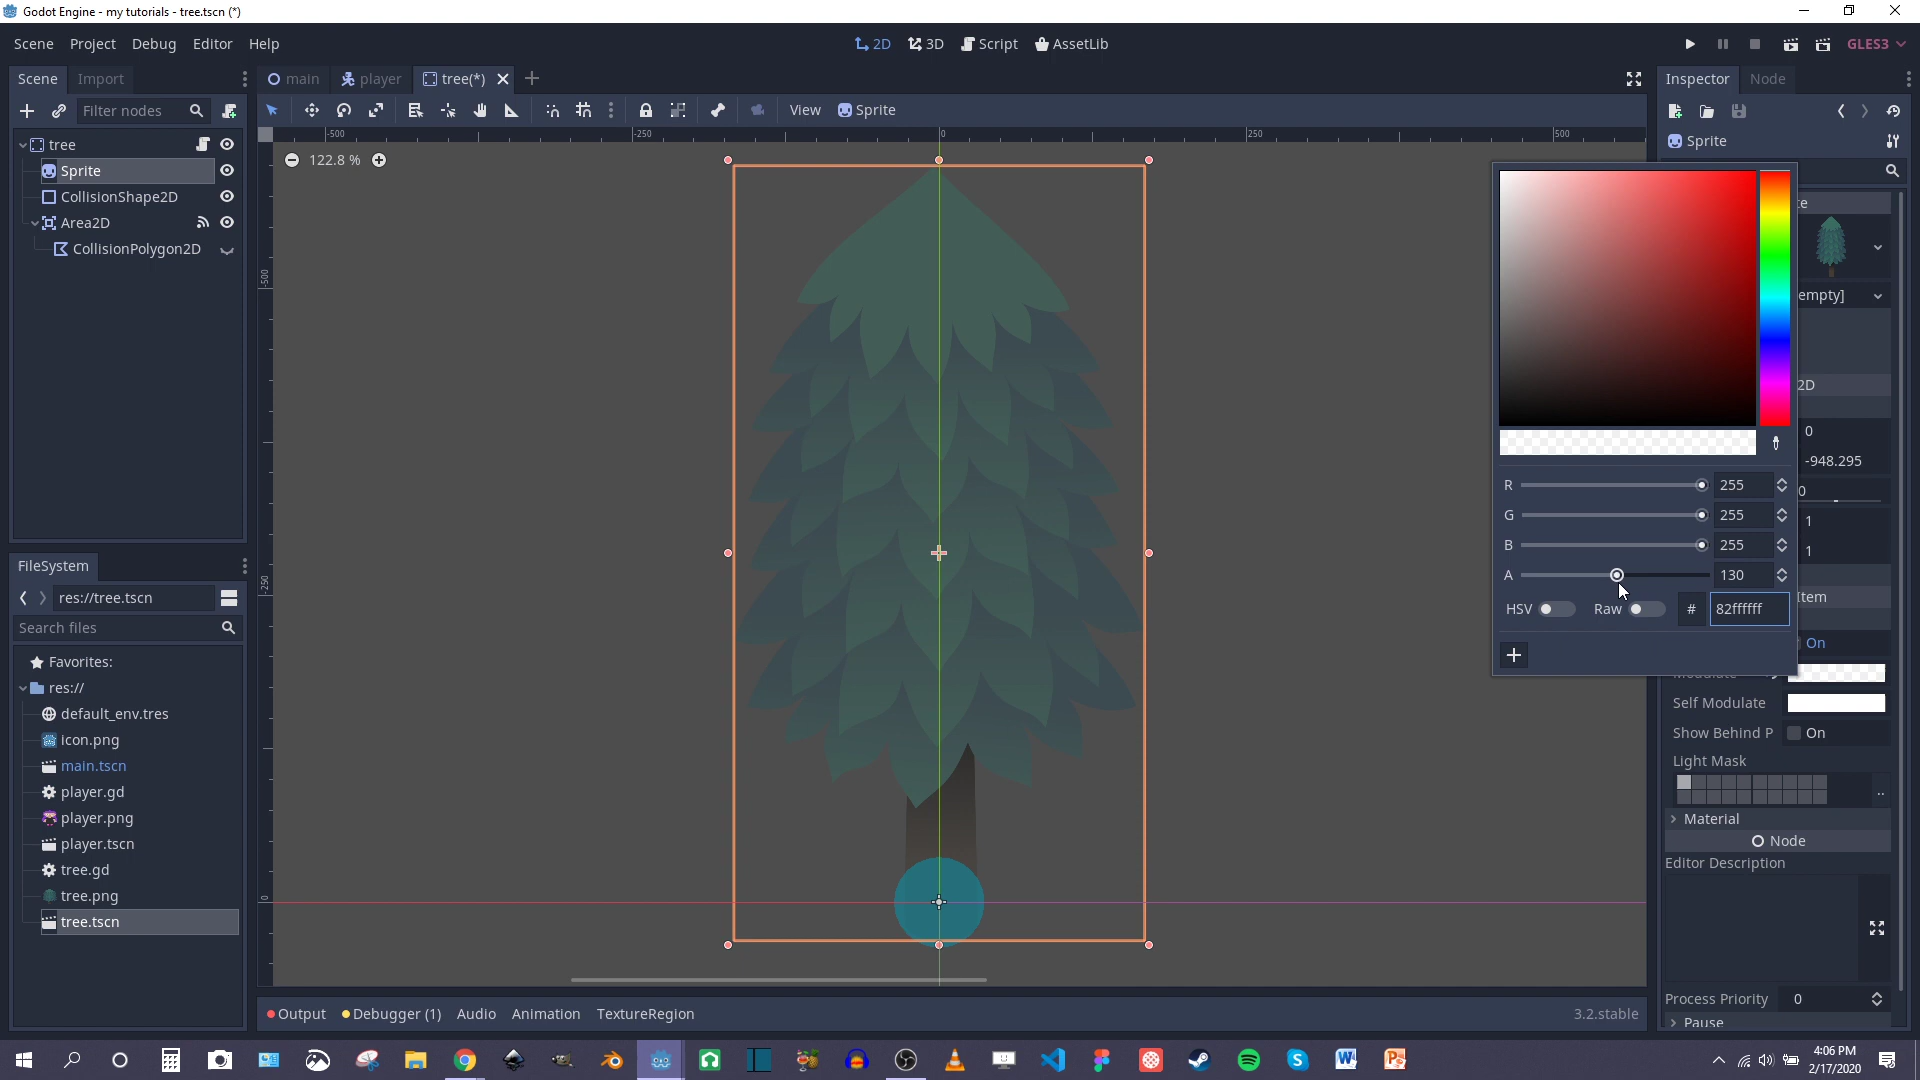 Godot Engine - my tutorials - tree.tscn (*)
Scene Project Debug Editor Help
2D 3D Script AssetLib
GLES3
Scene Import
main player tree(*)
Inspector Node
Filter nodes
View Sprite
-500 -250 0 250 500
tree
Sprite
CollisionShape2D
Area2D
CollisionPolygon2D
122.8 %
Sprite
-500
-250
0
R 255
G 255
B 255
A 130
HSV Raw # 82ffffff
empty]
2D
0
-948.295
0
1
1
Item
On
Self Modulate
Show Behind P On
Light Mask
..
Material
Node
Editor Description
Process Priority 0
Pause
FileSystem
res://tree.tscn
Search files
Favorites:
res://
default_env.tres
icon.png
main.tscn
player.gd
player.png
player.tscn
tree.gd
tree.png
tree.tscn
Output Debugger (1) Audio Animation TextureRegion 3.2.stable
4:06 PM
2/17/2020